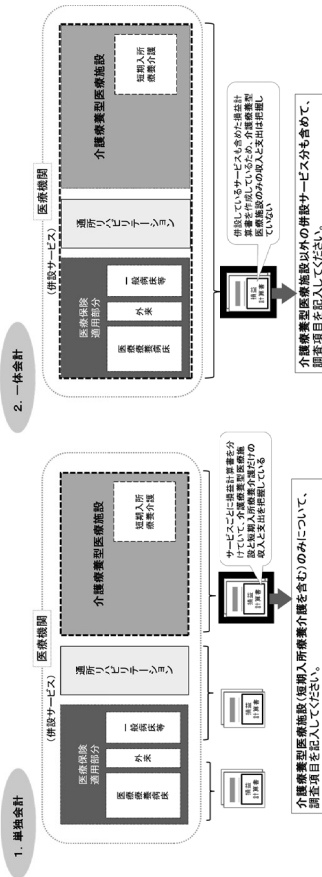 1. 単独会計
医療機関
(併設サービス)
医療保険
適用部分
医療療養病床
外来
一般病床等
通所リハビリテーション
介護療養型医療施設
短期入所
療養介護
損益
計算書
損益
計算書
損益
計算書
サービスごとに損益計算書を分
けていて、介護療養型医療施
設と短期入所療養介護だけの
収入と支出を把握している
介護療養型医療施設(短期入所療養介護を含む)のみについて、
調査項目を記入してください。
2. 一体会計
医療機関
(併設サービス)
医療保険
適用部分
医療療養病床
外来
一般病床等
通所リハビリテーション
介護療養型医療施設
短期入所
療養介護
損益
計算書
併設しているサービスも含めた損益計
算書を作成しているため、介護療養型
医療施設のみの収入と支出は把握し
ていない
介護療養型医療施設以外の併設サービス分も含めて、
調査項目を記入してください。